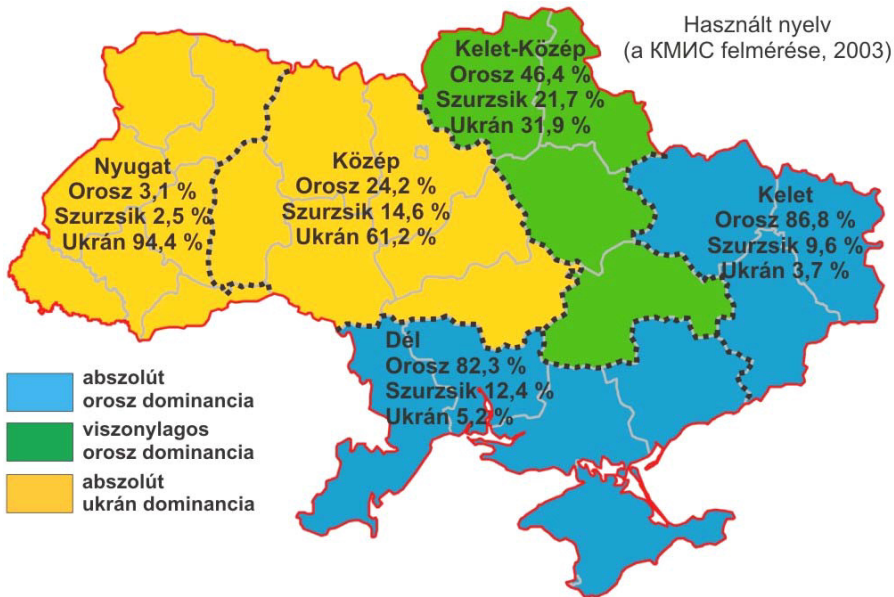 Használt nyelv
(a КМИС felmérése, 2003)
Kelet-Közép
Orosz 46,4 %
Szurzsik 21,7 %
Ukrán 31,9 %
Nyugat
Orosz 3,1 %
Szurzsik 2,5 %
Ukrán 94,4 %
Közép
Orosz 24,2 %
Szurzsik 14,6 %
Ukrán 61,2 %
Kelet
Orosz 86,8 %
Szurzsik 9,6 %
Ukrán 3,7 %
Dél
Orosz 82,3 %
Szurzsik 12,4 %
Ukrán 5,2 %
abszolút
orosz dominancia
viszonylagos
orosz dominancia
abszolút
ukrán dominancia